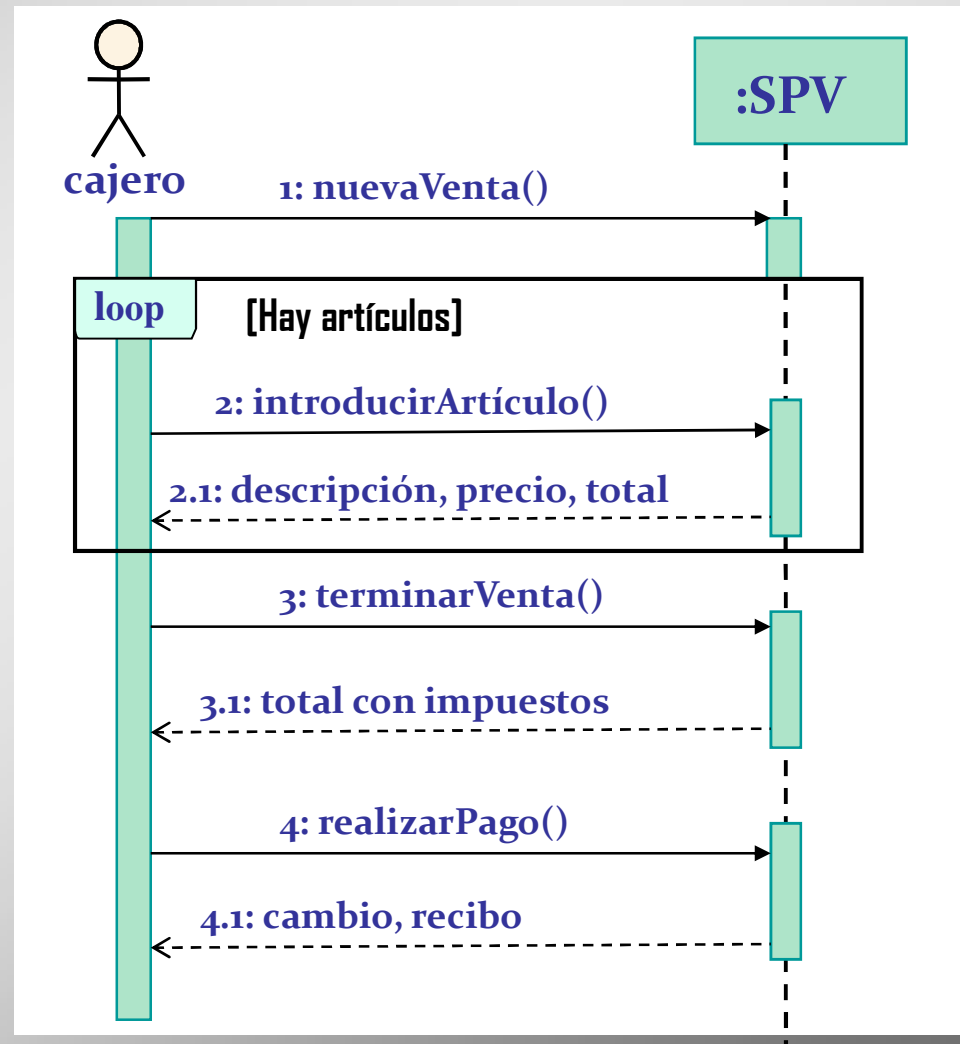 :SPV
cajero
1: nuevaVenta()
loop
[Hay artículos]
2: introducirArtículo()
2.1: descripción, precio, total
3: terminarVenta()
3.1: total con impuestos
4: realizarPago()
4.1: cambio, recibo